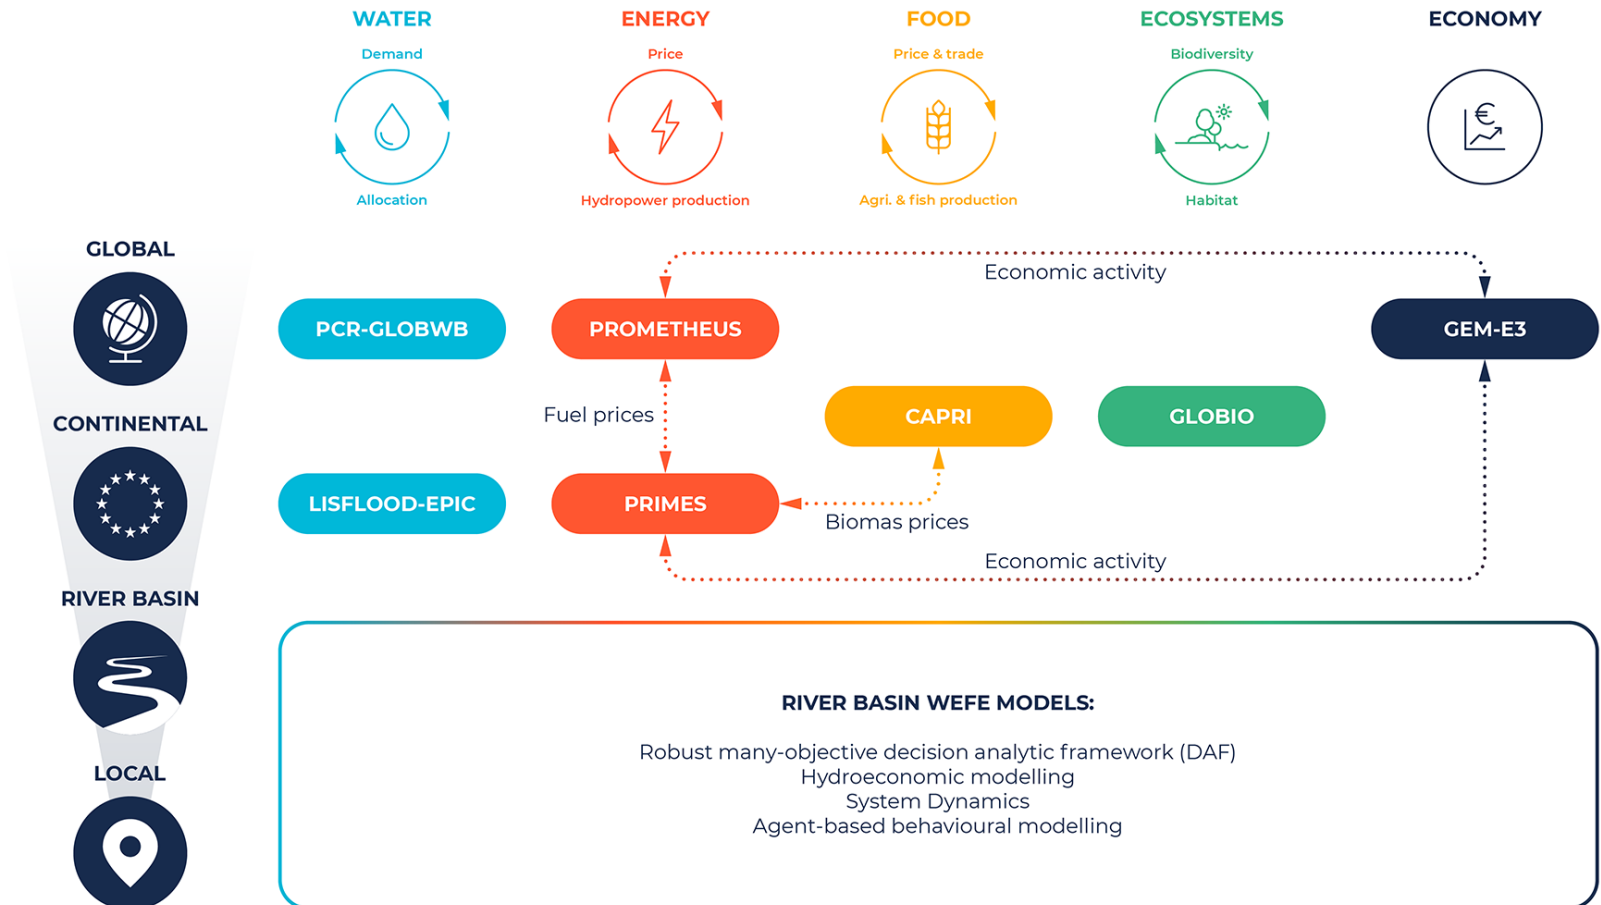 WATER
ENERGY
FOOD
ECOSYSTEMS
ECONOMY
Demand
Price
Price & trade
Biodiversity
€
Allocation
Hydropower production
Agri. & fish production
Habitat
GLOBAL
Economic activity
PCR-GLOBWB
PROMETHEUS
GEM-E3
Fuel prices
CAPRI
GLOBIO
CONTINENTAL
LISFLOOD-EPIC
PRIMES
Biomas prices
Economic activity
RIVER BASIN
RIVER BASIN WEFE MODELS:
Robust many-objective decision analytic framework (DAF)
Hydroeconomic modelling
System Dynamics
Agent-based behavioural modelling
LOCAL